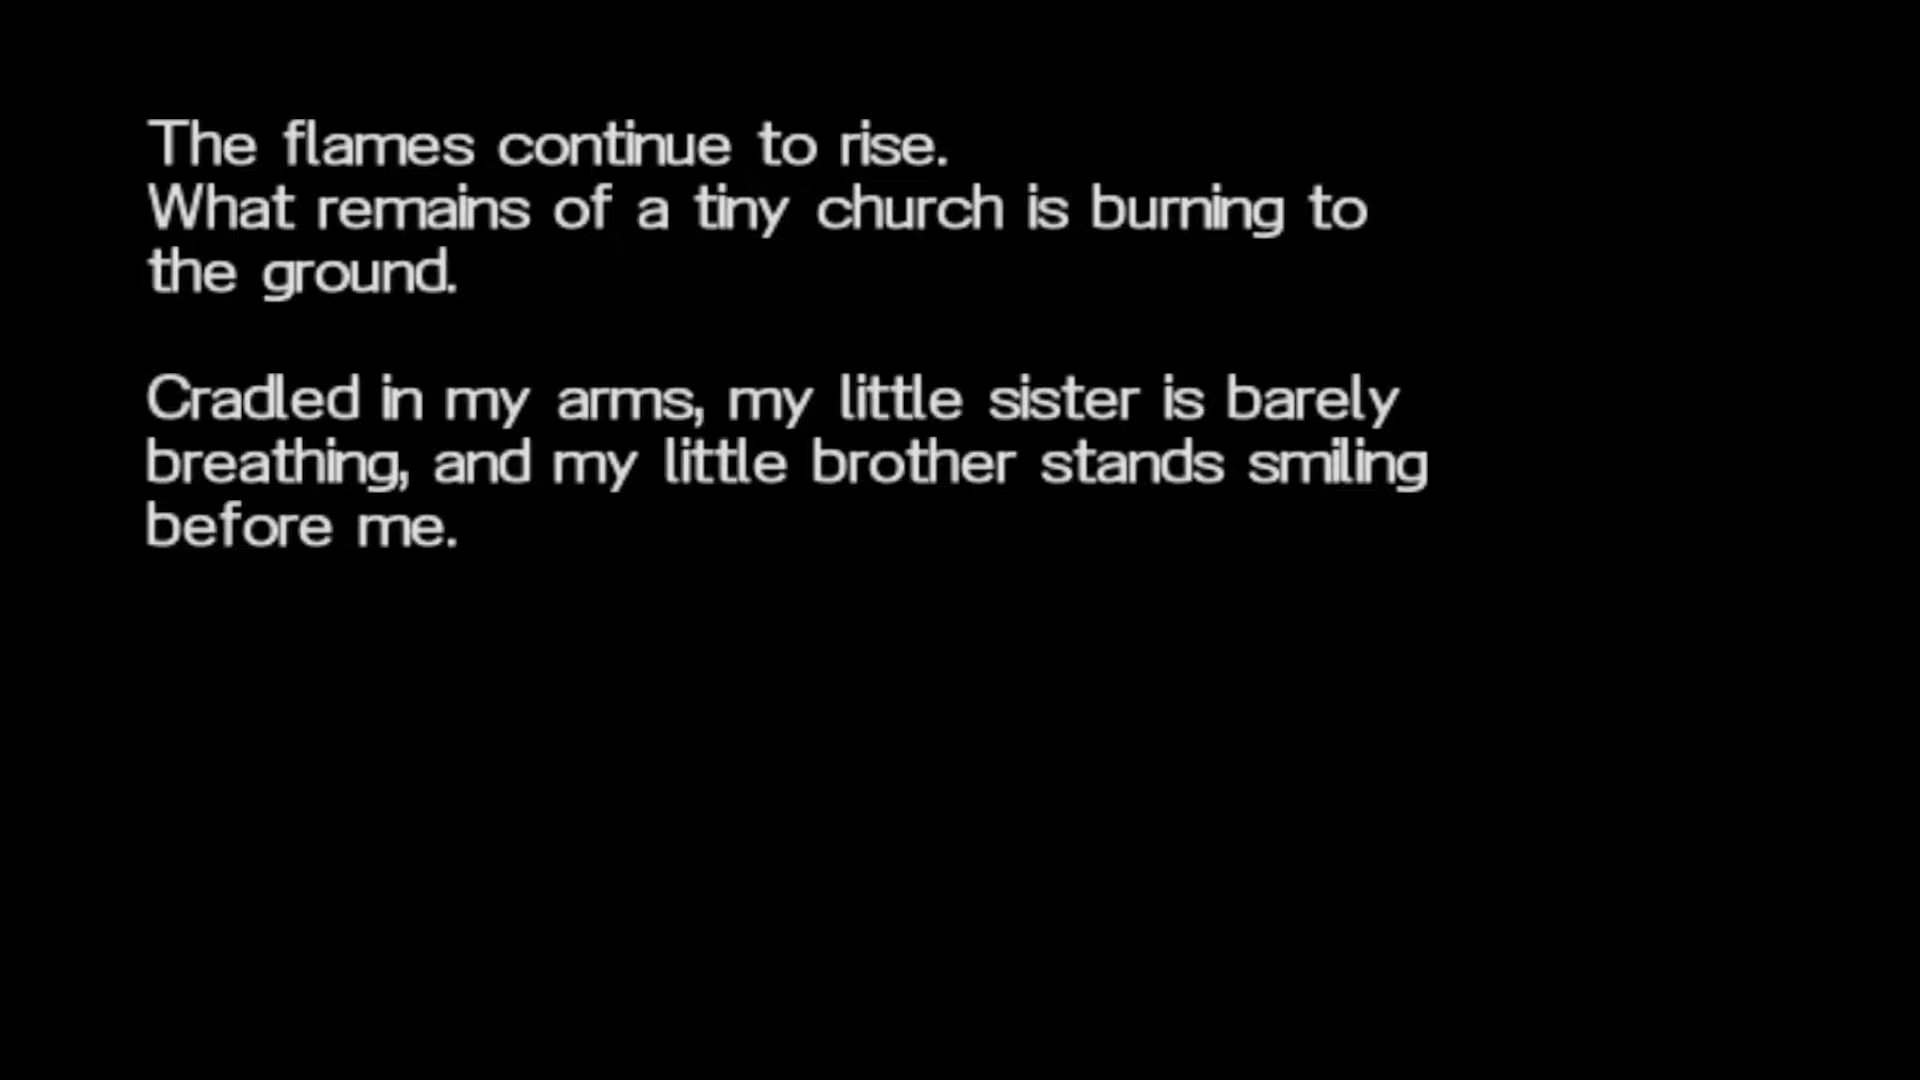 The flames continue to rise.
What remains of a tiny church is burning to
the ground.
Cradled in my arms, my little sister is barely
breathing, and my little brother stands smiling
before me.